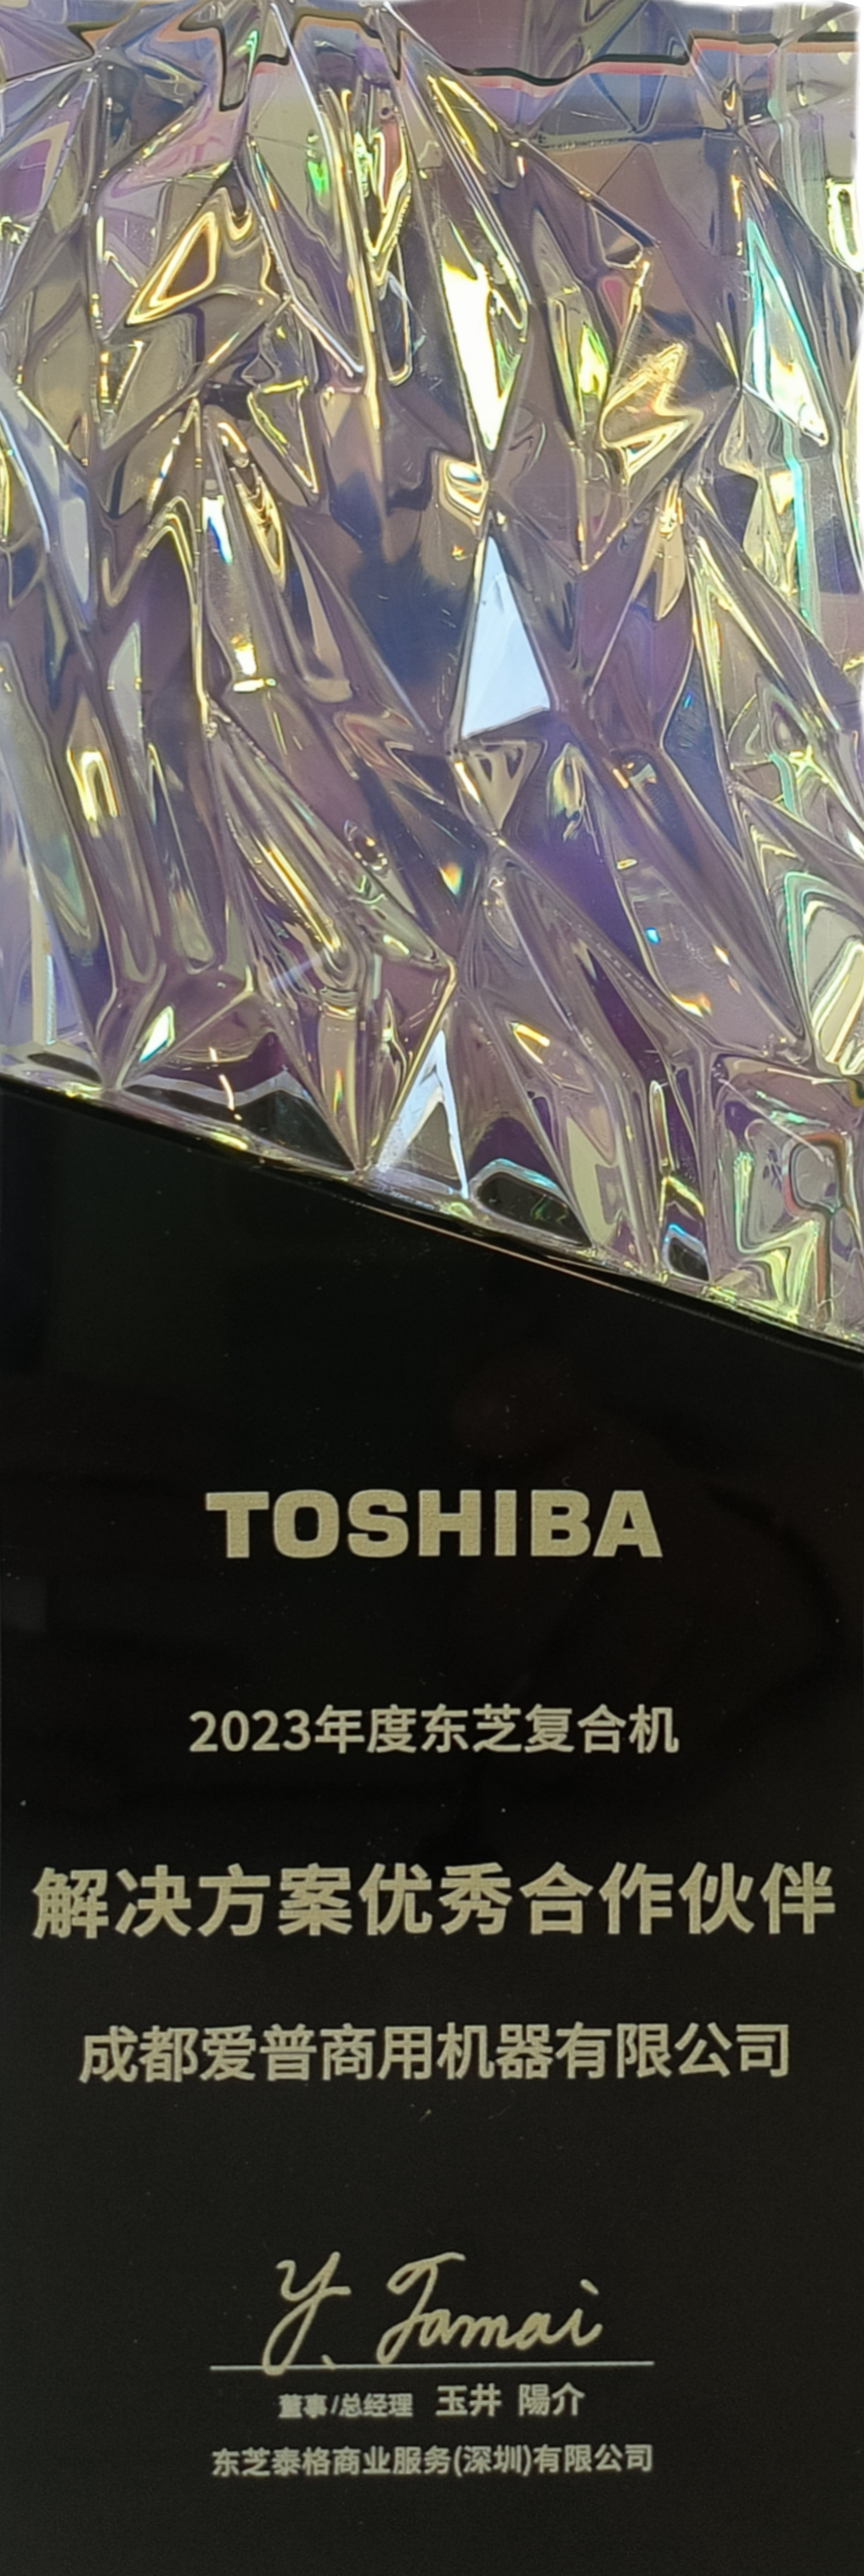 TOSHIBA
2023年度东芝复合机
解决方案优秀合作伙伴
成都爱普商用机器有限公司
Y. Tamai
董事/总经理 玉井 陽介
东芝泰格商业服务(深圳)有限公司